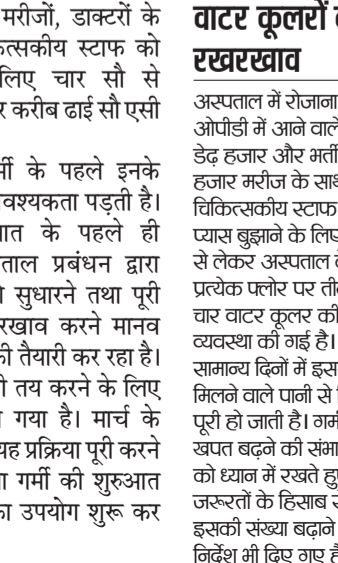 मरीजों, डाक्टरों के
त्सकीय स्टाफ को
लिए चार सौ से
र करीब ढाई सौ एसी
र्मी के पहले इनके
वश्यकता पड़ती है।
ात के पहले ही
ताल प्रबंधन द्वारा
सुधारने तथा पूरी
रखाव करने मानव
की तैयारी कर रहा है।
ी तय करने के लिए
ा गया है। मार्च के
यह प्रक्रिया पूरी करने
ा गर्मी की शुरुआत
का उपयोग शुरू कर
वाटर कूलरों
रखरखाव
अस्पताल में रोजाना
ओपीडी में आने वाले
डेढ़ हजार और भर्ती
हजार मरीज के साथ
चिकित्सकीय स्टाफ
प्यास बुझाने के लिए
से लेकर अस्पताल
प्रत्येक फ्लोर पर ती
चार वाटर कूलर की
व्यवस्था की गई है।
सामान्य दिनों में इस
मिलने वाले पानी से
पूरी हो जाती है। गर्म
खपत बढ़ने की संभा
को ध्यान में रखते हु
जरूरतों के हिसाब स
इसकी संख्या बढ़ाने
निर्देश भी दिए गए है